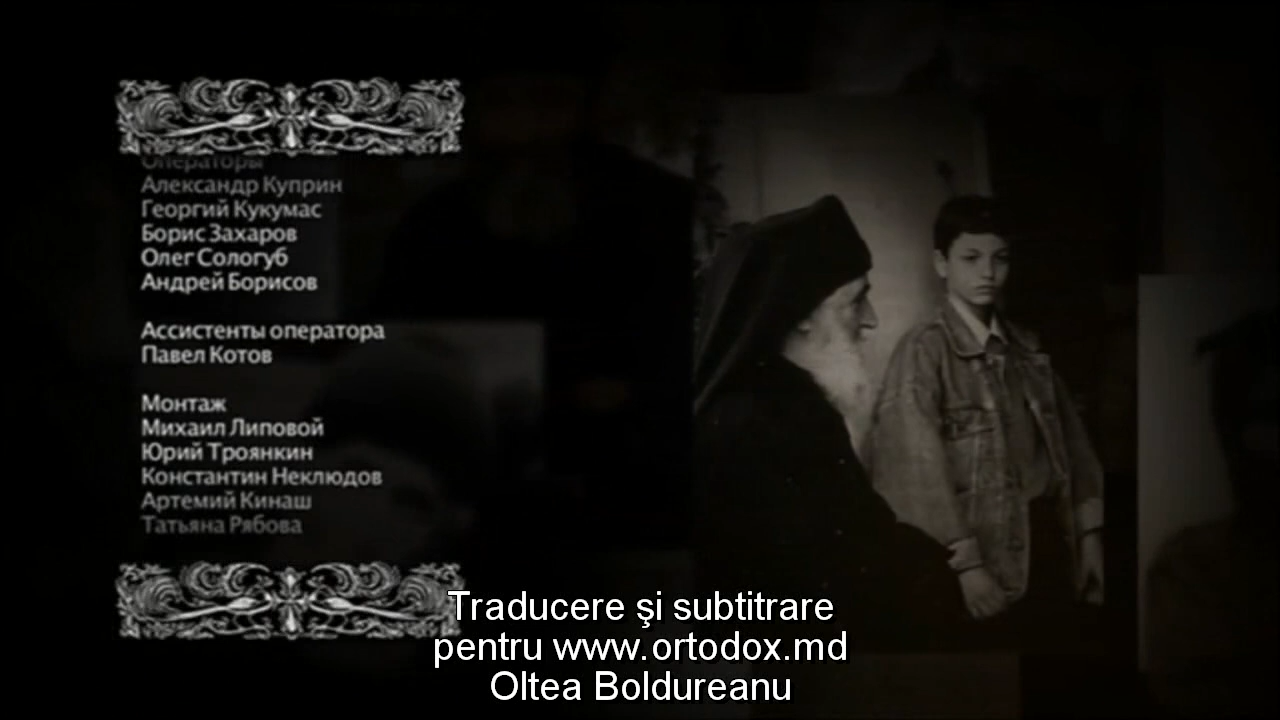 Операторы
Александр Куприн
Георгий Кукумас
Борис Захаров
Олег Сологуб
Андрей Борисов
Ассистенты оператора
Павел Котов
Монтаж
Михаил Липовой
Юрий Троянкин
Константин Неклюдов
Артемий Кинаш
Татьяна Рябова
Traducere şi subtitrare
pentru www.ortodox.md
Oltea Boldureanu